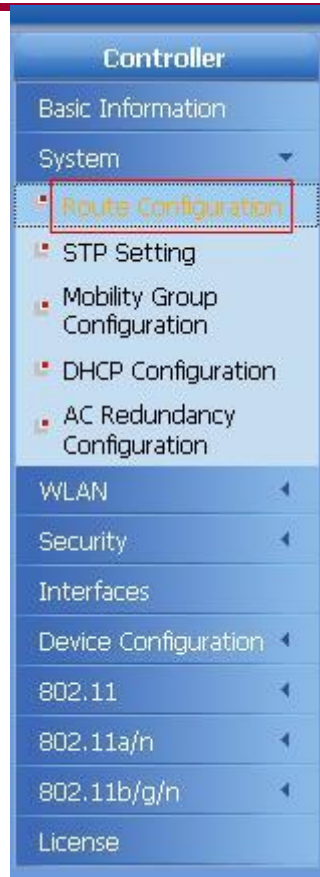 Controller
Basic Information
System
Route Configuration
STP Setting
Mobility Group
Configuration
DHCP Configuration
AC Redundancy
Configuration
WLAN
Security
Interfaces
Device Configuration
802.11
802.11a/n
802.11b/g/n
License